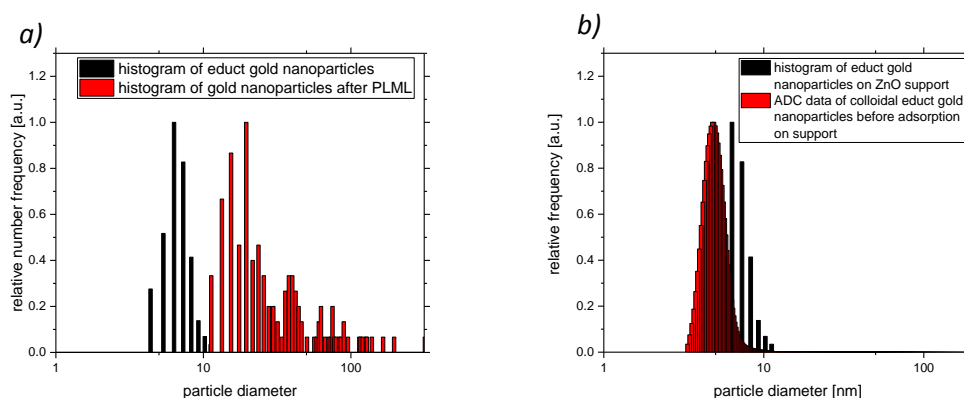 a)
histogram of educt gold nanoparticles
histogram of gold nanoparticles after PLML
relative number frequency [a.u.]
1.2
1.0
0.8
0.6
0.4
0.2
0.0
1
10
100
particle diameter
b)
histogram of educt gold
nanoparticles on ZnO support
ADC data of colloidal educt gold
nanoparticles before adsorption
on support
relative frequency [a.u.]
1.2
1.0
0.8
0.6
0.4
0.2
0.0
1
10
100
particle diameter [nm]